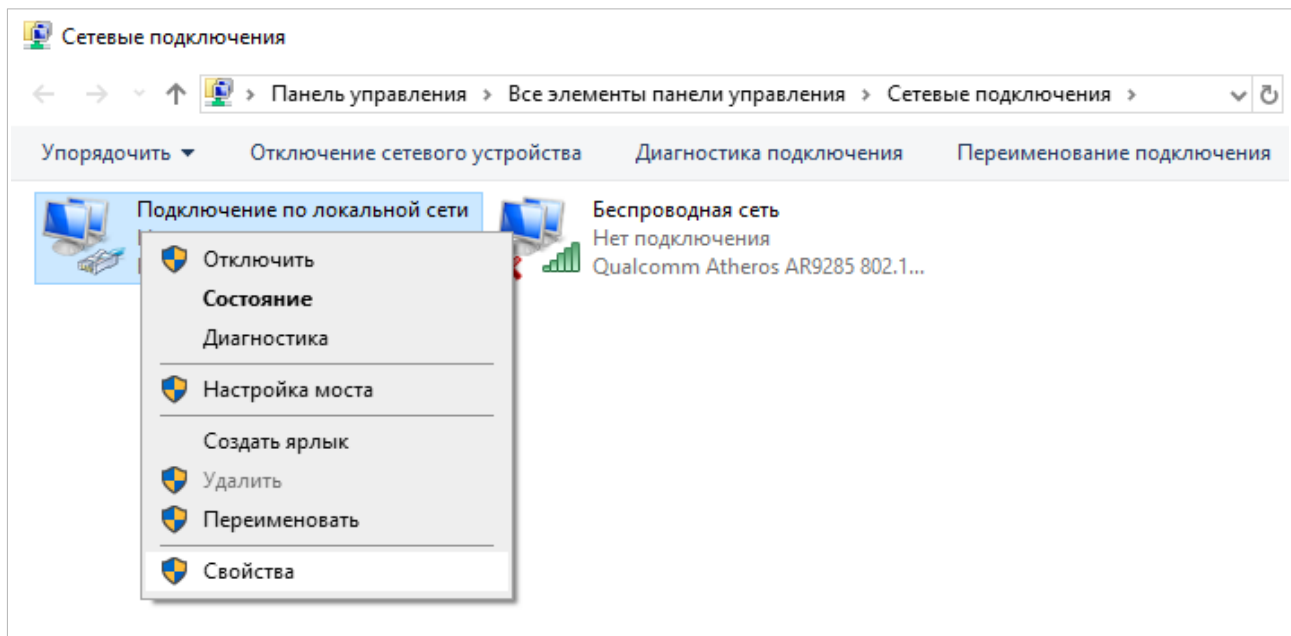 Сетевые подключения
Панель управления › Все элементы панели управления › Сетевые подключения ›
Упорядочить Отключение сетевого устройства Диагностика подключения Переименование подключения
Подключение по локальной сети
Беспроводная сеть
Нет подключения
Qualcomm Atheros AR9285 802.1...
Отключить
Состояние
Диагностика
Настройка моста
Создать ярлык
Удалить
Переименовать
Свойства